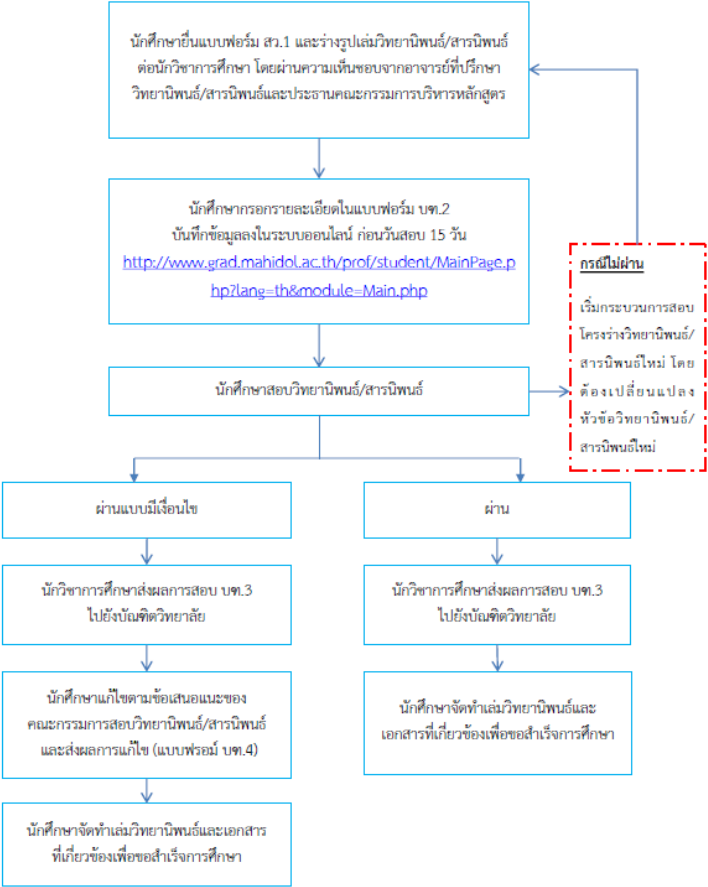 นักศึกษายื่นแบบฟอร์ม สว.1 และร่างรูปเล่มวิทยานิพนธ์/สารนิพนธ์
ต่อนักวิชาการศึกษา โดยผ่านความเห็นชอบจากอาจารย์ที่ปรึกษา
วิทยานิพนธ์/สารนิพนธ์และประธานคณะกรรมการบริหารหลักสูตร
นักศึกษากรอกรายละเอียดในแบบฟอร์ม บฑ.2
บันทึกข้อมูลลงในระบบออนไลน์ ก่อนวันสอบ 15 วัน
http://www.grad.mahidol.ac.th/prof/student/MainPage.p
hp?lang=th&module=Main.php
กรณีไม่ผ่าน
เริ่มกระบวนการสอบ
โครงร่างวิทยานิพนธ์/
สารนิพนธ์ใหม่ โดย
ต้องเปลี่ยนแปลง
หัวข้อวิทยานิพนธ์/
สารนิพนธ์ใหม่
นักศึกษาสอบวิทยานิพนธ์/สารนิพนธ์
ผ่านแบบมีเงื่อนไข
ผ่าน
นักวิชาการศึกษาส่งผลการสอบ บฑ.3
ไปยังบัณฑิตวิทยาลัย
นักวิชาการศึกษาส่งผลการสอบ บฑ.3
ไปยังบัณฑิตวิทยาลัย
นักศึกษาแก้ไขตามข้อเสนอแนะของ
คณะกรรมการสอบวิทยานิพนธ์/สารนิพนธ์
และส่งผลการแก้ไข (แบบฟรอม์ บฑ.4)
นักศึกษาจัดทำเล่มวิทยานิพนธ์และ
เอกสารที่เกี่ยวข้องเพื่อขอสำเร็จการศึกษา
นักศึกษาจัดทำเล่มวิทยานิพนธ์และเอกสาร
ที่เกี่ยวข้องเพื่อขอสำเร็จการศึกษา